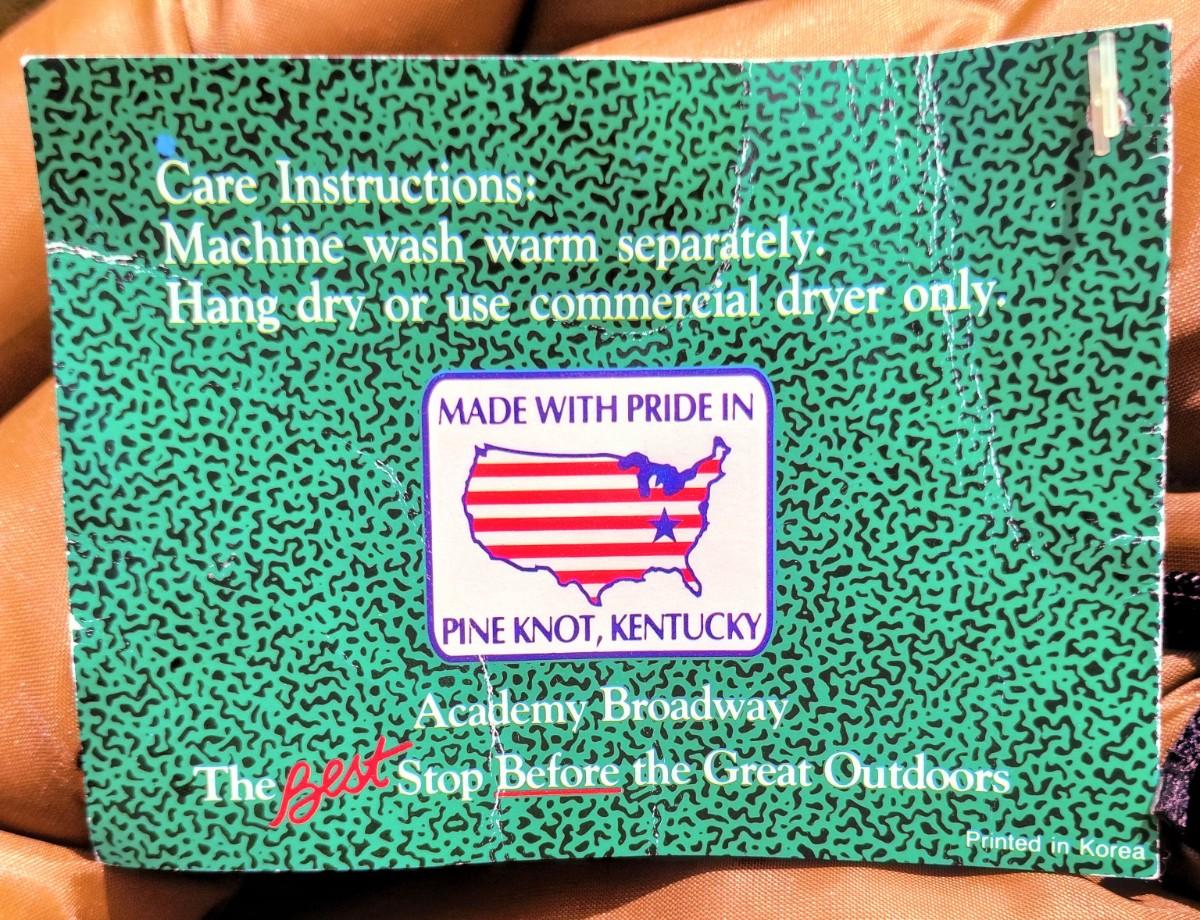 Care Instructions:
Machine wash warm separately.
Hang dry or use commercial dryer only.
MADE WITH PRIDE IN
PINE KNOT, KENTUCKY
Academy Broadway
The Best Stop Before the Great Outdoors
Printed in Korea